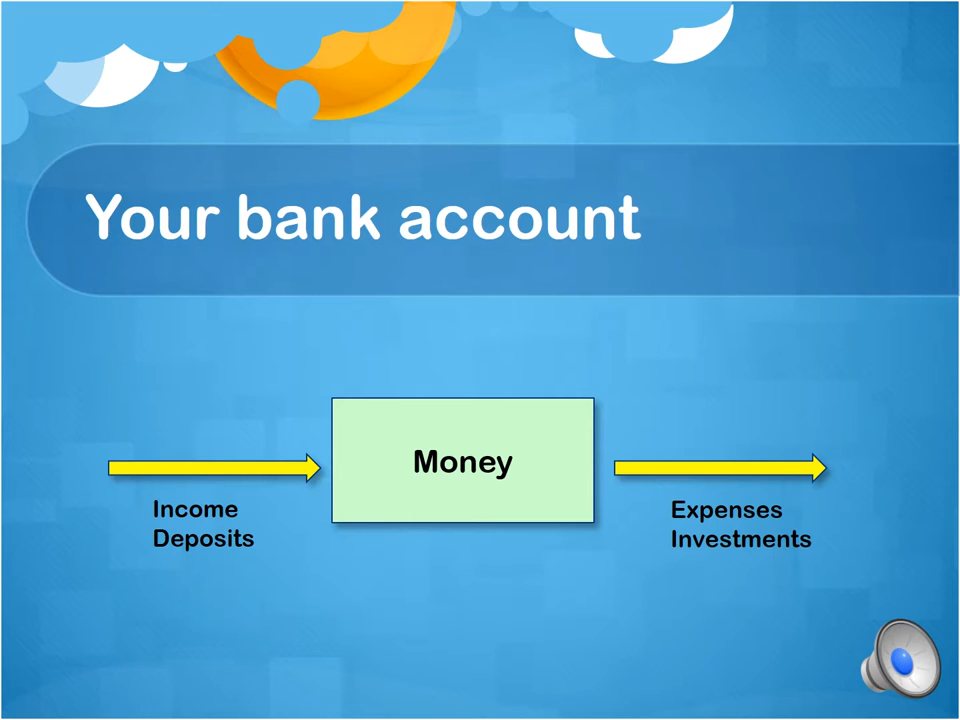 Your bank account
Money
Income
Deposits
Expenses
Investments